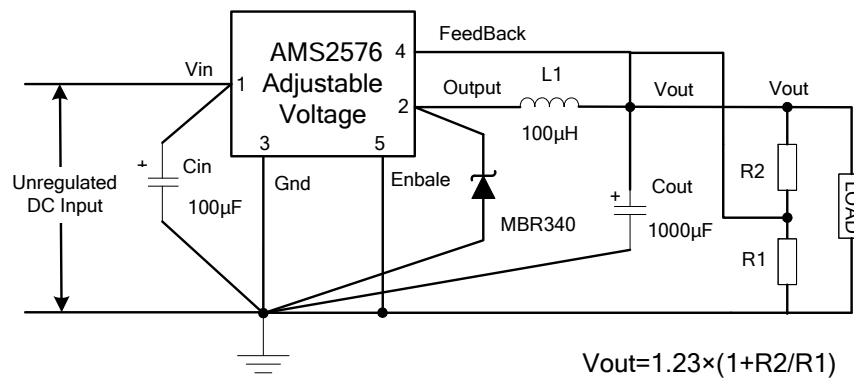 AMS2576
Adjustable
Voltage
FeedBack
4
L1
Vin
1
Output
2
Vout
Vout
100µH
3
5
+
Cin
Gnd
Enbale
R2
Unregulated
DC Input
100µF
+
Cout
LOAD
MBR340
1000µF
R1
Vout=1.23×(1+R2/R1)